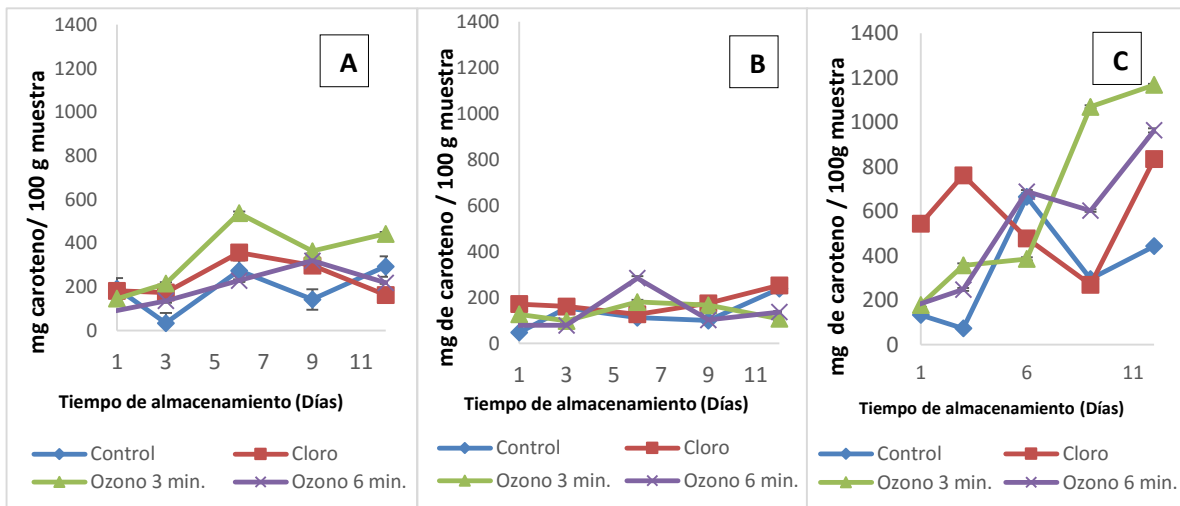 A
mg caroteno/ 100 g muestra
1400
1200
1000
800
600
400
200
0
1 3 5 7 9 11
Tiempo de almacenamiento (Días)
Control Cloro
Ozono 3 min. Ozono 6 min.
B
mg de caroteno / 100 g muestra
1400
1200
1000
800
600
400
200
0
1 3 5 7 9 11
Tiempo de almacenamiento (Días)
Control Cloro
Ozono 3 min. Ozono 6 min.
C
mg de caroteno / 100g muestra
1400
1200
1000
800
600
400
200
0
1 6 11
Tiempo de almacenamiento (Días)
Control Cloro
Ozono 3 min. Ozono 6 min.